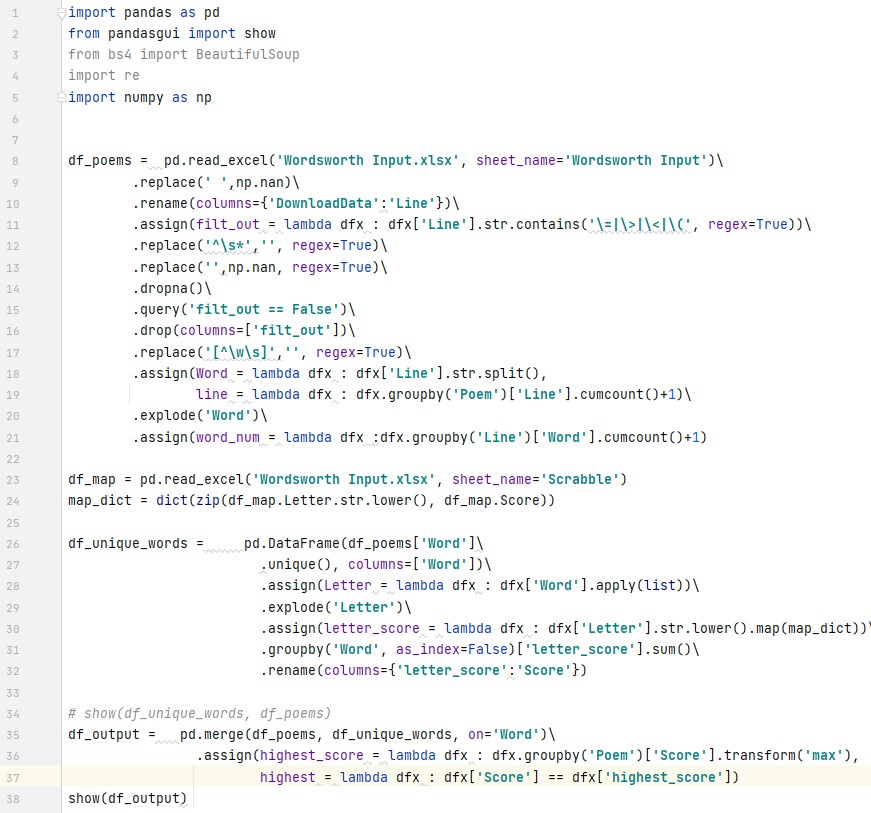 1 import pandas as pd
2 from pandasgui import show
3 from bs4 import BeautifulSoup
4 import re
5 import numpy as np
6
7
8 df_poems =  pd.read_excel('Wordsworth Input.xlsx', sheet_name='Wordsworth Input')\
9         .replace(' ',np.nan)\
10         .rename(columns={'DownloadData':'Line'})\
11         .assign(filt_out = lambda dfx : dfx['Line'].str.contains('\=|\>|\<|\(', regex=True))\
12         .replace('^\s*','', regex=True)\
13         .replace('',np.nan, regex=True)\
14         .dropna()\
15         .query('filt_out == False')\
16         .drop(columns=['filt_out'])\
17         .replace('[^\w\s]','', regex=True)\
18         .assign(Word = lambda dfx : dfx['Line'].str.split(),
19                 line = lambda dfx : dfx.groupby('Poem')['Line'].cumcount()+1)\
20         .explode('Word')\
21         .assign(word_num = lambda dfx :dfx.groupby('Line')['Word'].cumcount()+1)
22
23 df_map = pd.read_excel('Wordsworth Input.xlsx', sheet_name='Scrabble')
24 map_dict = dict(zip(df_map.Letter.str.lower(), df_map.Score))
25
26 df_unique_words =     pd.DataFrame(df_poems['Word']\
27                         .unique(), columns=['Word'])\
28                         .assign(Letter = lambda dfx : dfx['Word'].apply(list))\
29                         .explode('Letter')\
30                         .assign(letter_score = lambda dfx : dfx['Letter'].str.lower().map(map_dict))\
31                         .groupby('Word', as_index=False)['letter_score'].sum()\
32                         .rename(columns={'letter_score':'Score'})
33
34 # show(df_unique_words, df_poems)
35 df_output =   pd.merge(df_poems, df_unique_words, on='Word')\
36                 .assign(highest_score = lambda dfx : dfx.groupby('Poem')['Score'].transform('max'),
37                         highest = lambda dfx : dfx['Score'] == dfx['highest_score'])
38 show(df_output)